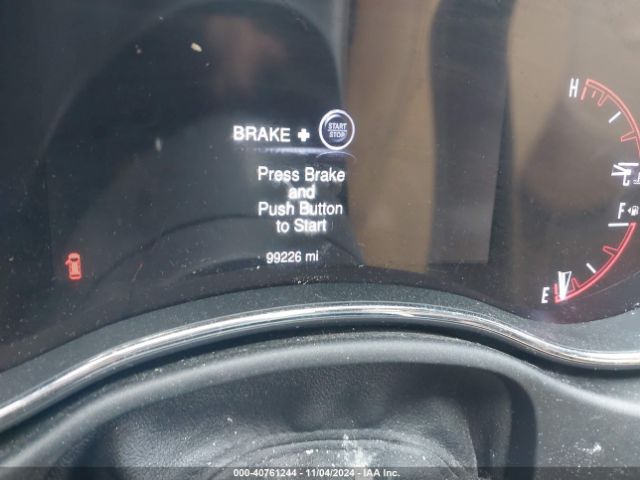 H
BRAKE + START STOP
Press Brake
and
Push Button
to Start
C
F
99226 mi
E
000-40761244 — 11/04/2024 — IAA Inc.